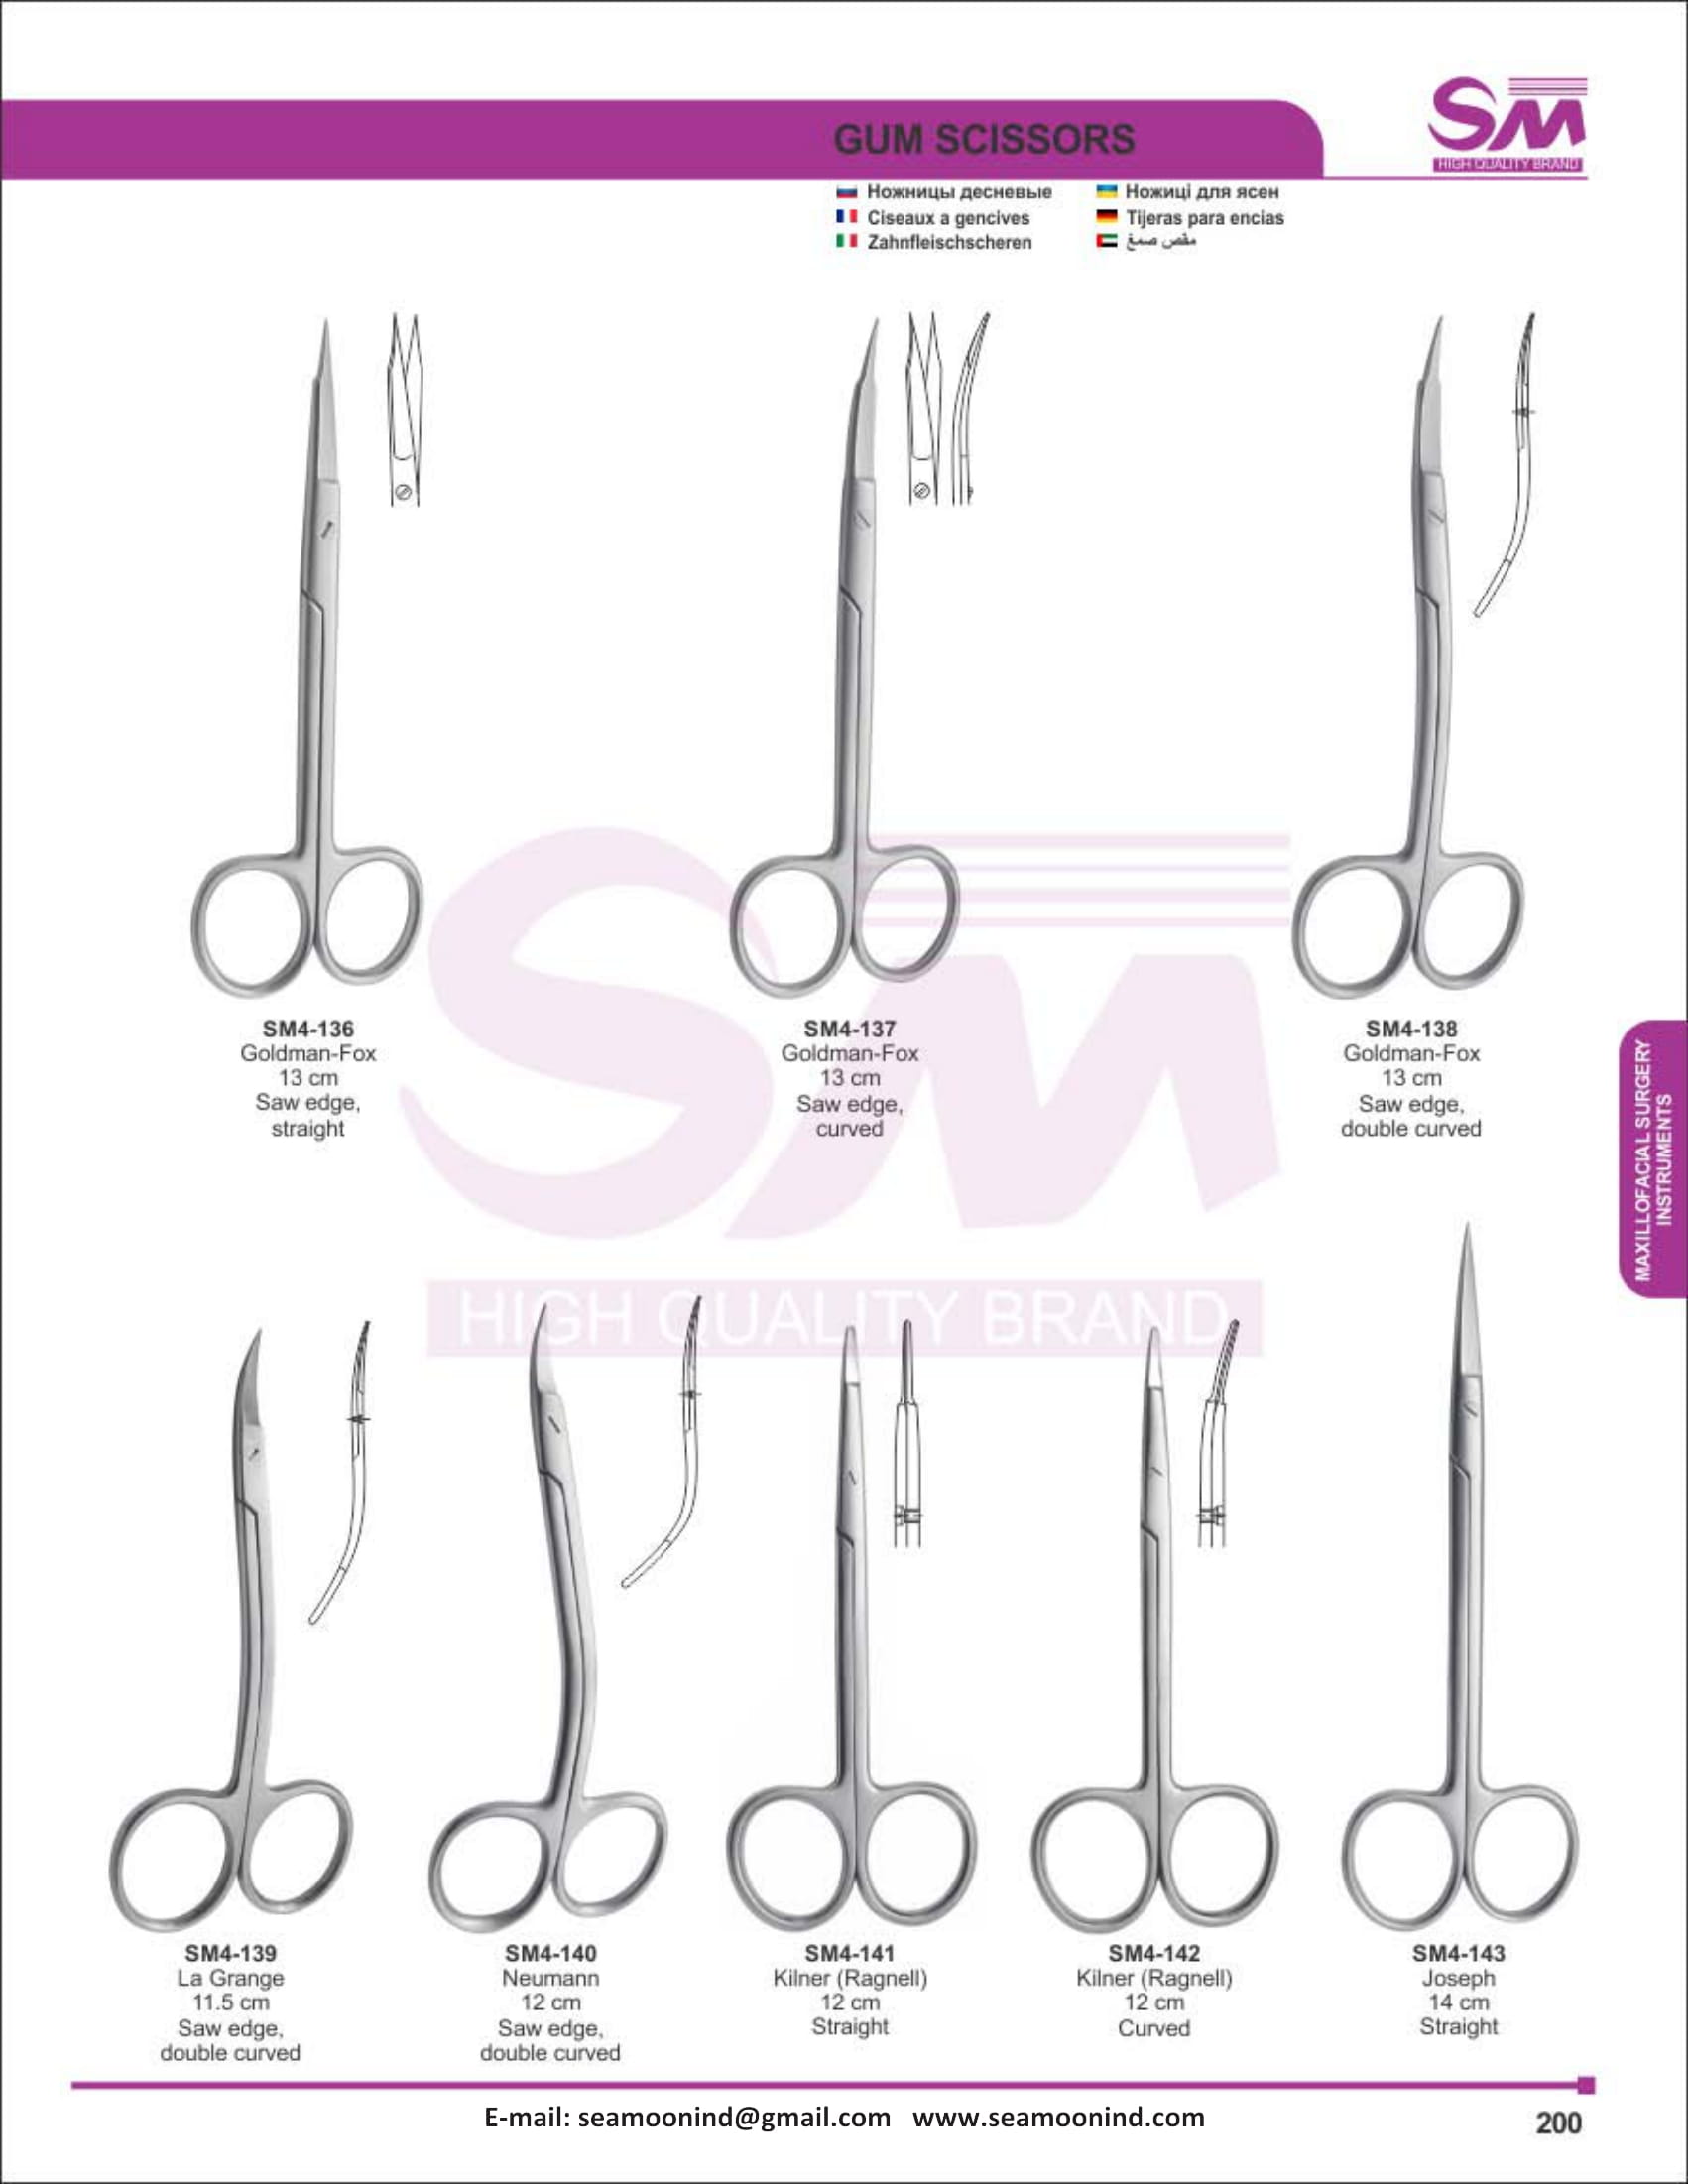 GUM SCISSORS
SM
HIGH QUALITY BRAND
Ножницы десневые
Ciseaux a gencives
Zahnfleischscheren
Ножиці для ясен
Tijeras para encias
مقص صمغ
SM4-136
Goldman-Fox
13 cm
Saw edge,
straight
SM4-137
Goldman-Fox
13 cm
Saw edge,
curved
SM4-138
Goldman-Fox
13 cm
Saw edge,
double curved
MAXILLOFACIAL SURGERY
INSTRUMENTS
SM
HIGH QUALITY BRAND
SM4-139
La Grange
11.5 cm
Saw edge,
double curved
SM4-140
Neumann
12 cm
Saw edge,
double curved
SM4-141
Kilner (Ragnell)
12 cm
Straight
SM4-142
Kilner (Ragnell)
12 cm
Curved
SM4-143
Joseph
14 cm
Straight
E-mail: seamoonind@gmail.com www.seamoonind.com
200